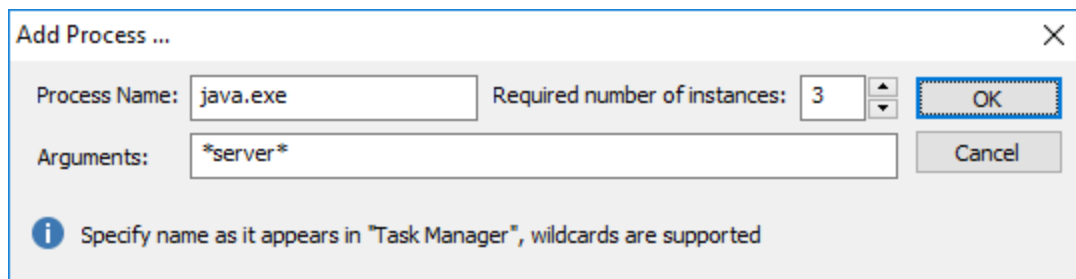 Add Process ...
Process Name: java.exe Required number of instances: 3 OK
Arguments: *server* Cancel
Specify name as it appears in "Task Manager", wildcards are supported